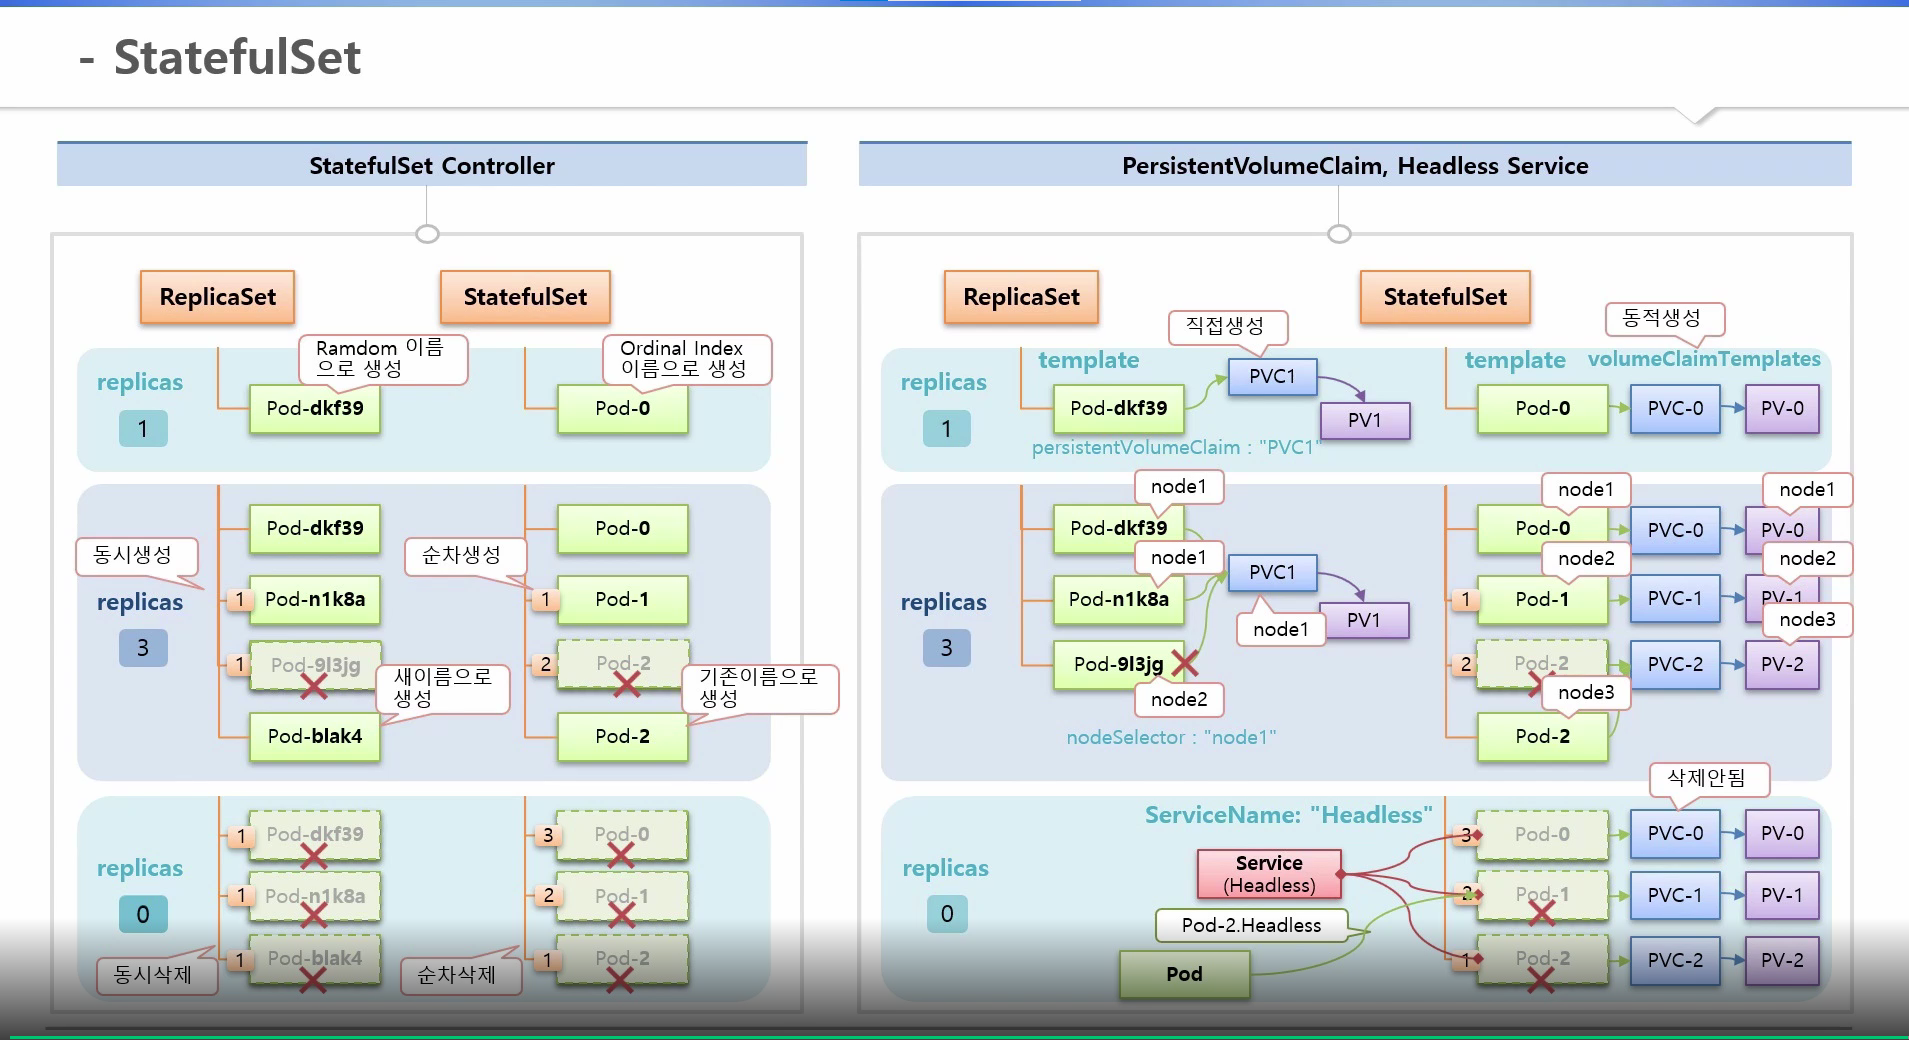 - StatefulSet
StatefulSet Controller
ReplicaSet
StatefulSet
Ramdom 이름
으로 생성
Ordinal Index
이름으로 생성
replicas
1
Pod-dkf39
Pod-0
Pod-dkf39
Pod-0
동시생성
순차생성
replicas
3
1
Pod-n1k8a
1
Pod-1
1
Pod-9l3jg
2
Pod-2
새이름으로
생성
기존이름으로
생성
Pod-blak4
Pod-2
replicas
0
1
Pod-dkf39
3
Pod-0
1
Pod-n1k8a
2
Pod-1
1
Pod-blak4
1
Pod-2
동시삭제
순차삭제
PersistentVolumeClaim, Headless Service
ReplicaSet
StatefulSet
직접생성
동적생성
replicas
1
template
Pod-dkf39
PVC1
PV1
persistentVolumeClaim : "PVC1"
template
volumeClaimTemplates
Pod-0
PVC-0
PV-0
replicas
3
node1
Pod-dkf39
node1
Pod-n1k8a
PVC1
node1
PV1
Pod-9l3jg
node2
nodeSelector : "node1"
node1
node1
Pod-0
PVC-0
PV-0
node2
node2
1
Pod-1
PVC-1
PV-1
node3
2
Pod-2
PVC-2
PV-2
node3
Pod-2
삭제안됨
replicas
0
ServiceName: "Headless"
Service
(Headless)
Pod-2.Headless
Pod
3
Pod-0
PVC-0
PV-0
2
Pod-1
PVC-1
PV-1
1
Pod-2
PVC-2
PV-2